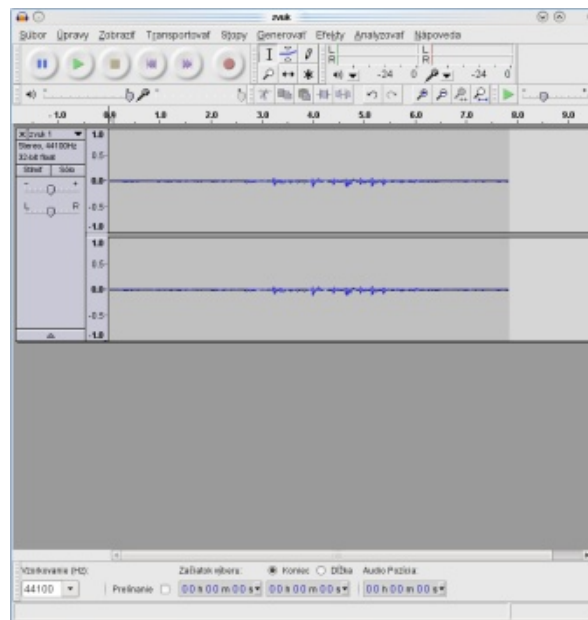 zvuk
Súbor Úpravy Zobraziť Transportovať Stopy Generovať Efekty Analyzovať Nápoveda
L
R
-24 0
L
R
-24 0
-1.0 0.0 1.0 2.0 3.0 4.0 5.0 6.0 7.0 8.0 9.0
zvuk 1
Stereo, 44100Hz
32-bit float
Sólo
- +
L R
1.0
0.5
0.0
-0.5
-1.0
1.0
0.5
0.0
-0.5
-1.0
Vzorkovanie (Hz): Začiatok výberu: Koniec Dĺžka Audio Pozícia:
44100 00 h 00 m 00 s 00 h 00 m 00 s 00 h 00 m 00 s